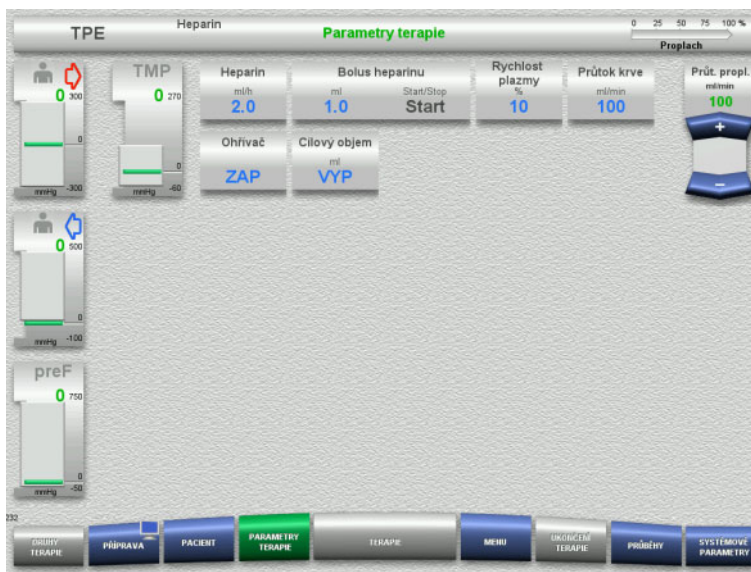 TPE
Heparin
Parametry terapie
0 25 50 75 100 %
Proplach
0 300
0
-300
mmHg
TMP
0 270
0
-60
mmHg
Heparin
ml/h
2.0
Bolus heparinu
ml Start/Stop
1.0 Start
Rychlost
plazmy
%
10
Průtok krve
ml/min
100
Průt. propl.
ml/min
100
+
−
Ohřívač
ZAP
Cílový objem
ml
VYP
0 500
0
-100
mmHg
preF
0 750
0
-50
mmHg
232
DRUHY
TERAPIE
PŘÍPRAVA
PACIENT
PARAMETRY
TERAPIE
TERAPIE
MENU
UKONČENÍ
TERAPIE
PRŮBĚHY
SYSTÉMOVÉ
PARAMETRY